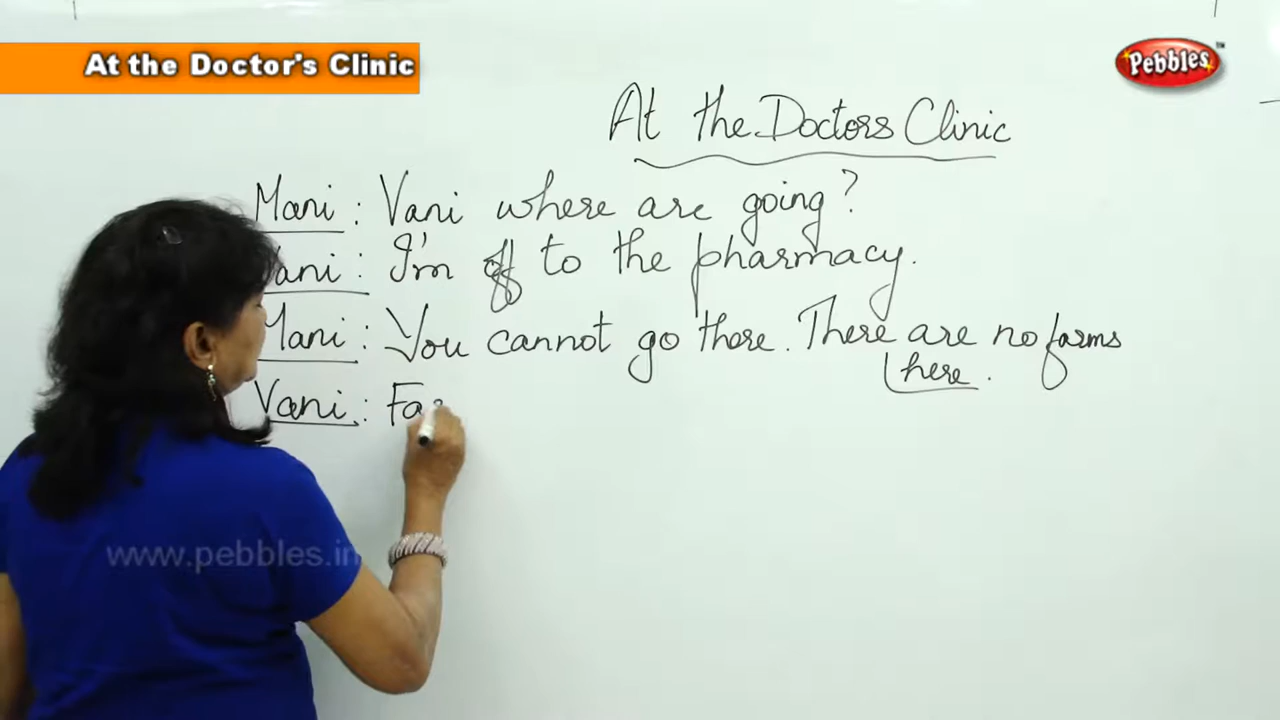 At the Doctor's Clinic
Pebbles
At the Doctors Clinic
Mani : Vani where are going?
Vani : I'm off to the pharmacy.
Mani : You cannot go there. There are no farms
here.
Vani : Fa
www.pebbles.in